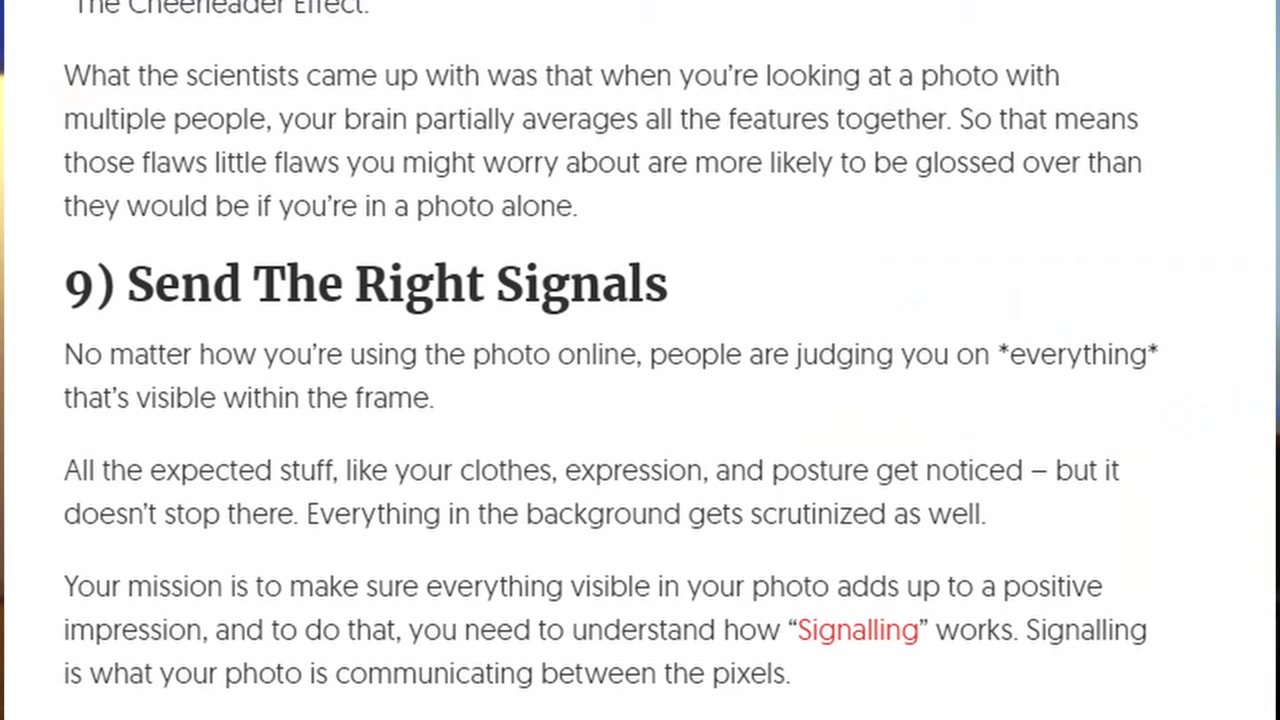 "The Cheerleader Effect.
What the scientists came up with was that when you’re looking at a photo with
multiple people, your brain partially averages all the features together. So that means
those flaws little flaws you might worry about are more likely to be glossed over than
they would be if you’re in a photo alone.
9) Send The Right Signals
No matter how you’re using the photo online, people are judging you on *everything*
that’s visible within the frame.
All the expected stuff, like your clothes, expression, and posture get noticed – but it
doesn’t stop there. Everything in the background gets scrutinized as well.
Your mission is to make sure everything visible in your photo adds up to a positive
impression, and to do that, you need to understand how “Signalling” works. Signalling
is what your photo is communicating between the pixels.